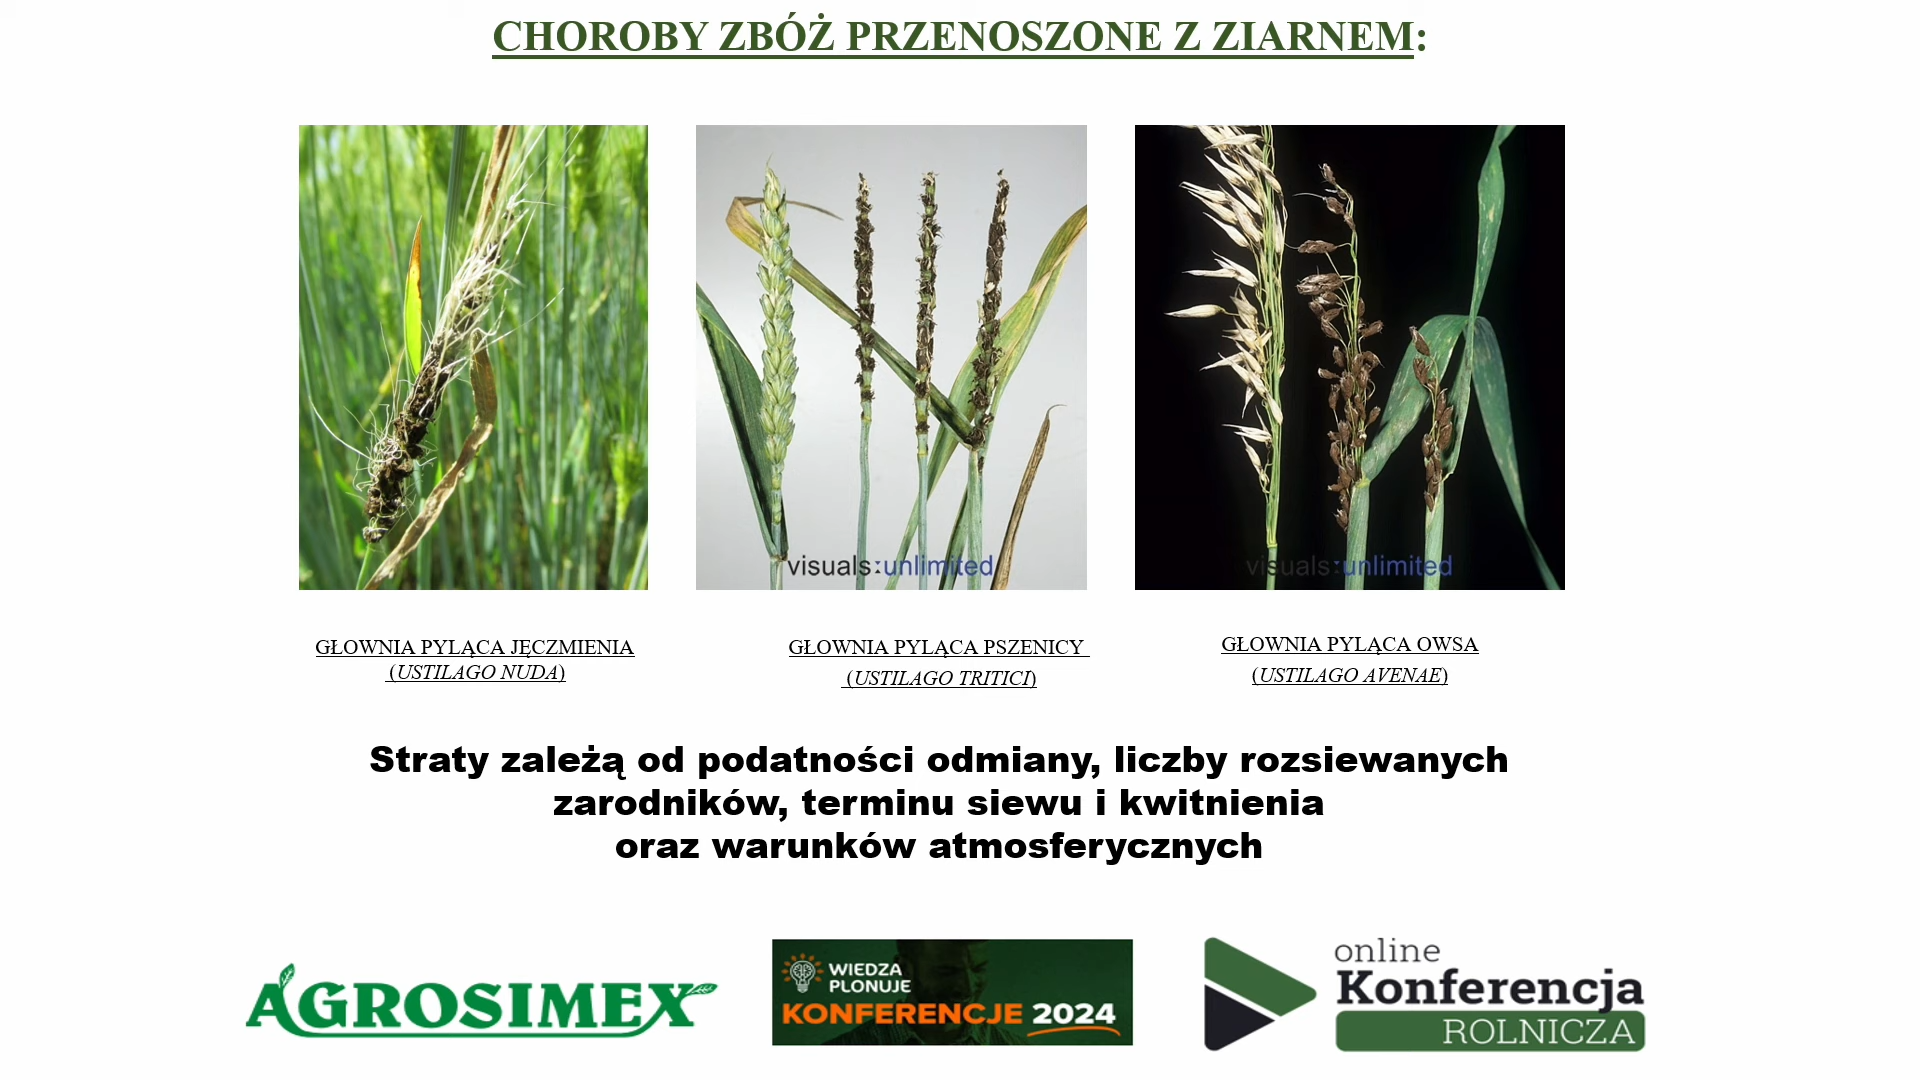 CHOROBY ZBÓŻ PRZENOSZONE Z ZIARNEM:
visuals:unlimited
visuals:unlimited
GŁOWNIA PYLĄCA JĘCZMIENIA
(USTILAGO NUDA)
GŁOWNIA PYLĄCA PSZENICY
(USTILAGO TRITICI)
GŁOWNIA PYLĄCA OWSA
(USTILAGO AVENAE)
Straty zależą od podatności odmiany, liczby rozsiewanych
zarodników, terminu siewu i kwitnienia
oraz warunków atmosferycznych
AGROSIMEX
WIEDZA
PLONUJE
KONFERENCJE 2024
online
Konferencja
ROLNICZA